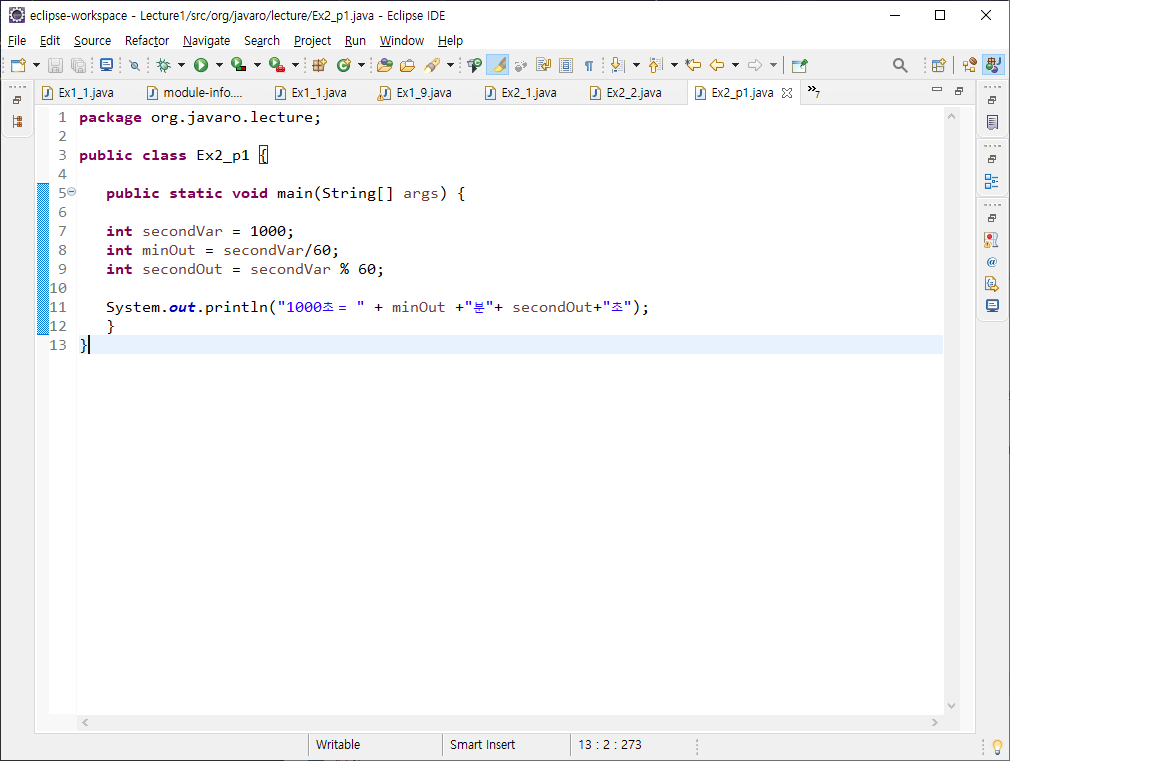 eclipse-workspace - Lecture1/src/org/javaro/lecture/Ex2_p1.java - Eclipse IDE
File Edit Source Refactor Navigate Search Project Run Window Help
Ex1_1.java module-info.... Ex1_1.java Ex1_9.java Ex2_1.java Ex2_2.java Ex2_p1.java »7
1 package org.javaro.lecture;
2
3 public class Ex2_p1 {
4
5 public static void main(String[] args) {
6
7 int secondVar = 1000;
8 int minOut = secondVar/60;
9 int secondOut = secondVar % 60;
10
11 System.out.println("1000초 = " + minOut +"분"+ secondOut+"초");
12 }
13 }
Writable Smart Insert 13 : 2 : 273